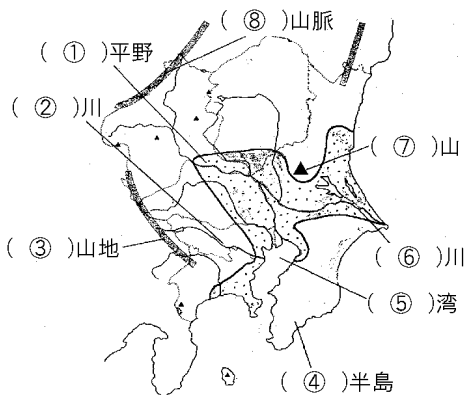 ( ⑧ )山脈
( ① )平野
( ② )川
( ⑦ )山
( ③ )山地
( ⑥ )川
( ⑤ )湾
( ④ )半島